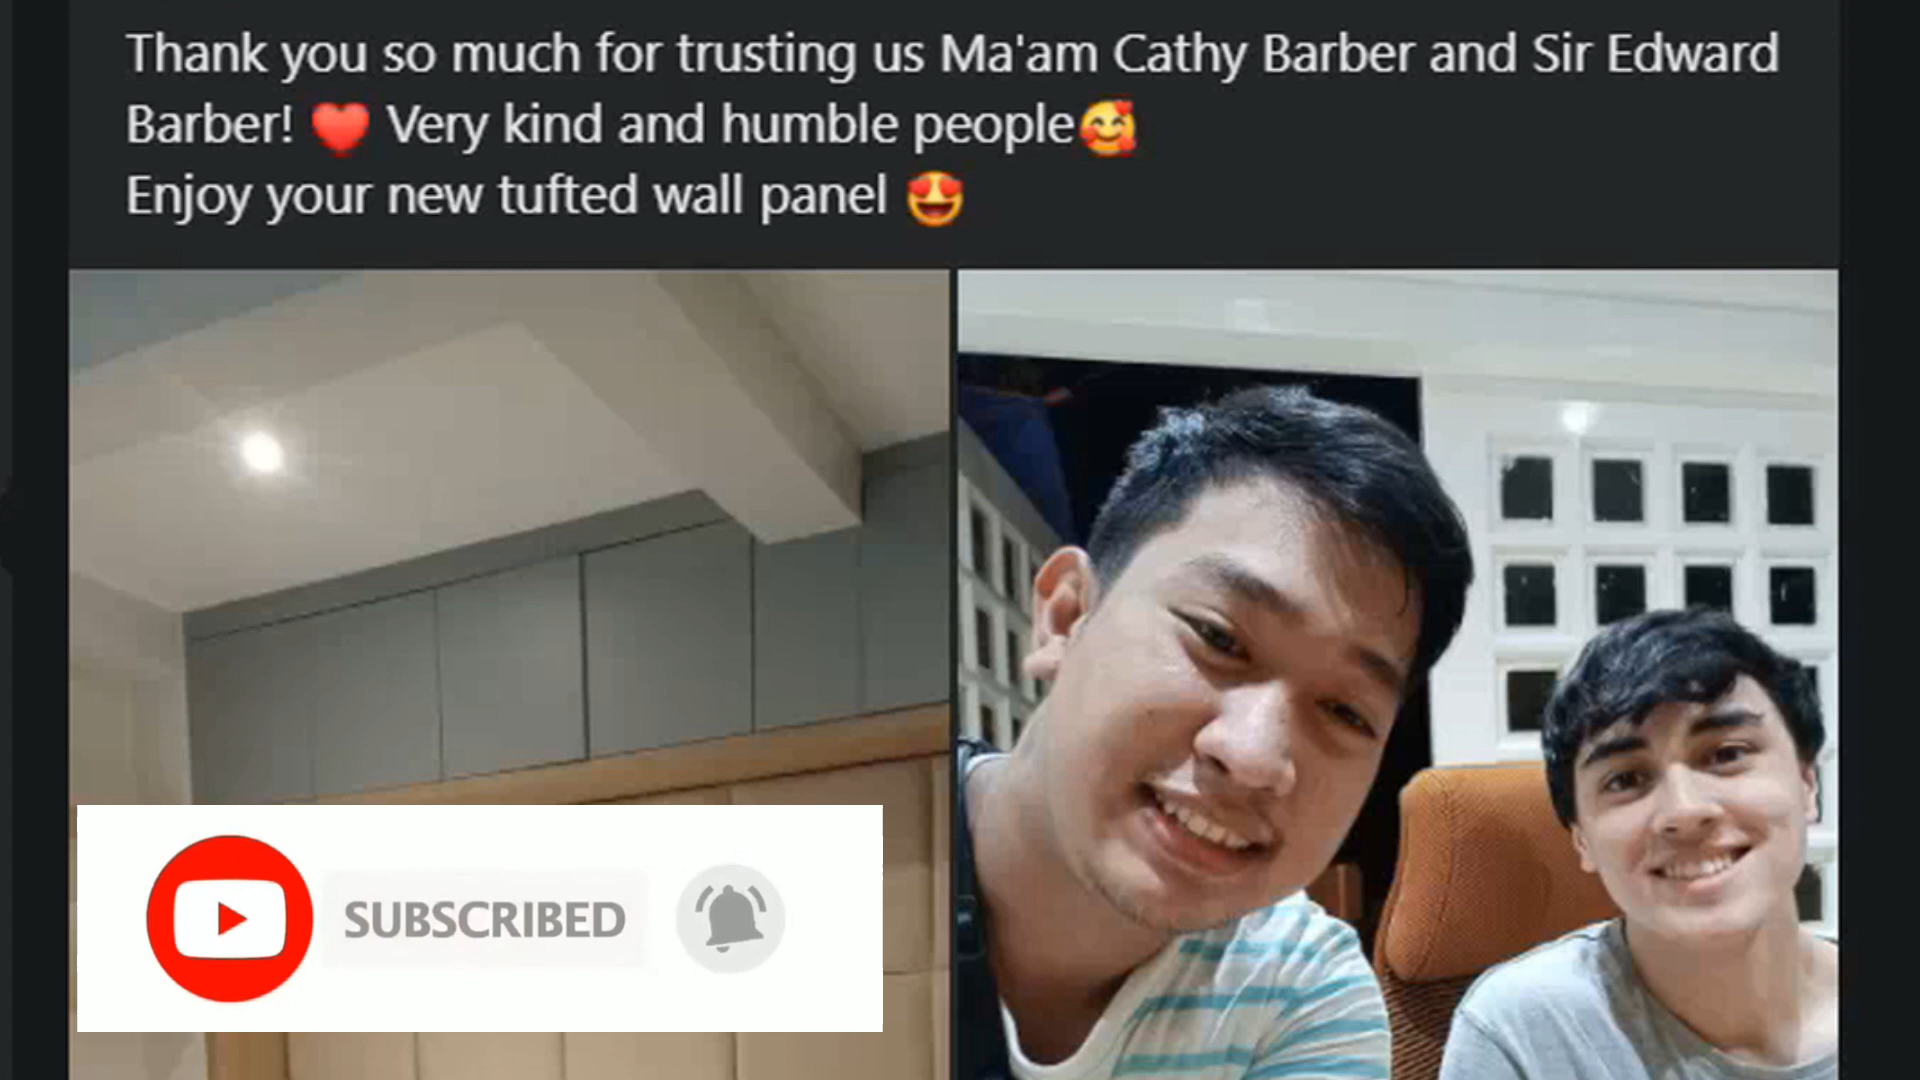 Thank you so much for trusting us Ma'am Cathy Barber and Sir Edward
Barber! ❤️ Very kind and humble people🥰
Enjoy your new tufted wall panel 😍
SUBSCRIBED